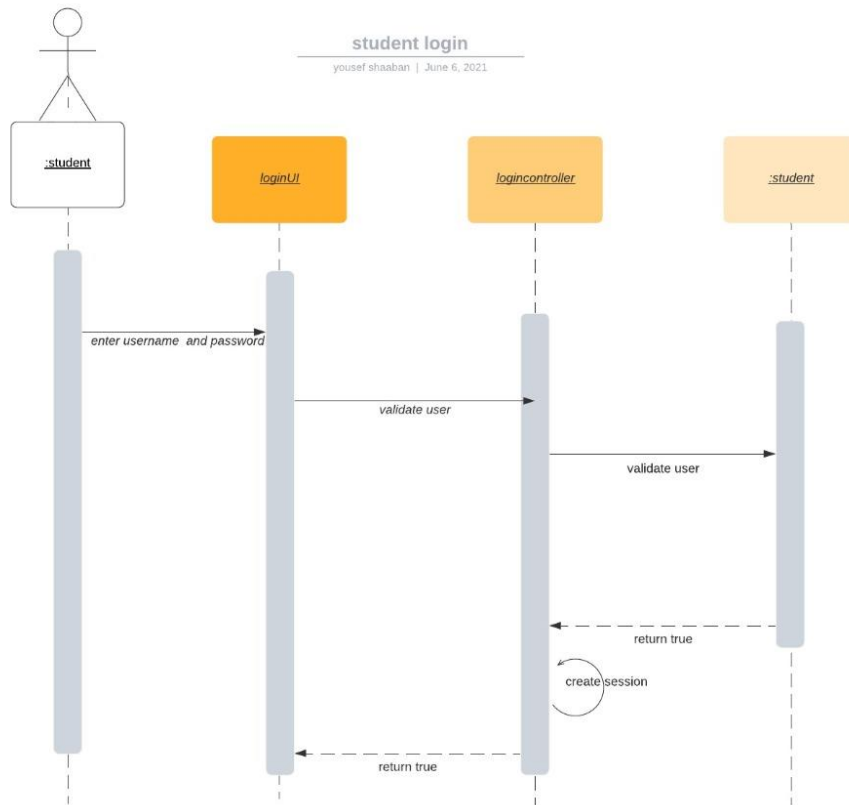 student login
yousef shaaban | June 6, 2021
:student
loginUI
logincontroller
:student
enter username and password
validate user
validate user
return true
create session
return true